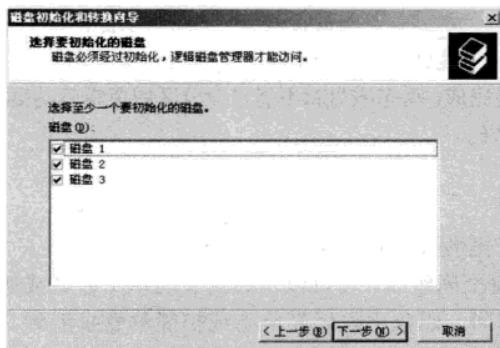 磁盘初始化和转换向导
选择要初始化的磁盘
磁盘必须经过初始化，逻辑磁盘管理器才能访问。
选择至少一个要初始化的磁盘。
磁盘(D):
磁盘 1
磁盘 2
磁盘 3
< 上一步(B) 下一步(N) > 取消